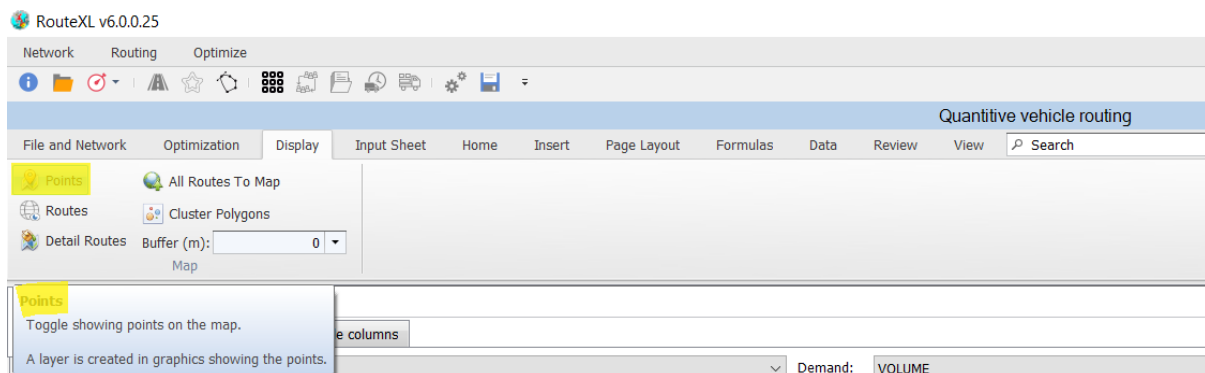 RouteXL v6.0.0.25
Network Routing Optimize
Quantitive vehicle routing
File and Network Optimization Display Input Sheet Home Insert Page Layout Formulas Data Review View Search
Points All Routes To Map
Routes Cluster Polygons
Detail Routes Buffer (m): 0
Map
Points
Toggle showing points on the map.
e columns
A layer is created in graphics showing the points.
Demand: VOLUME